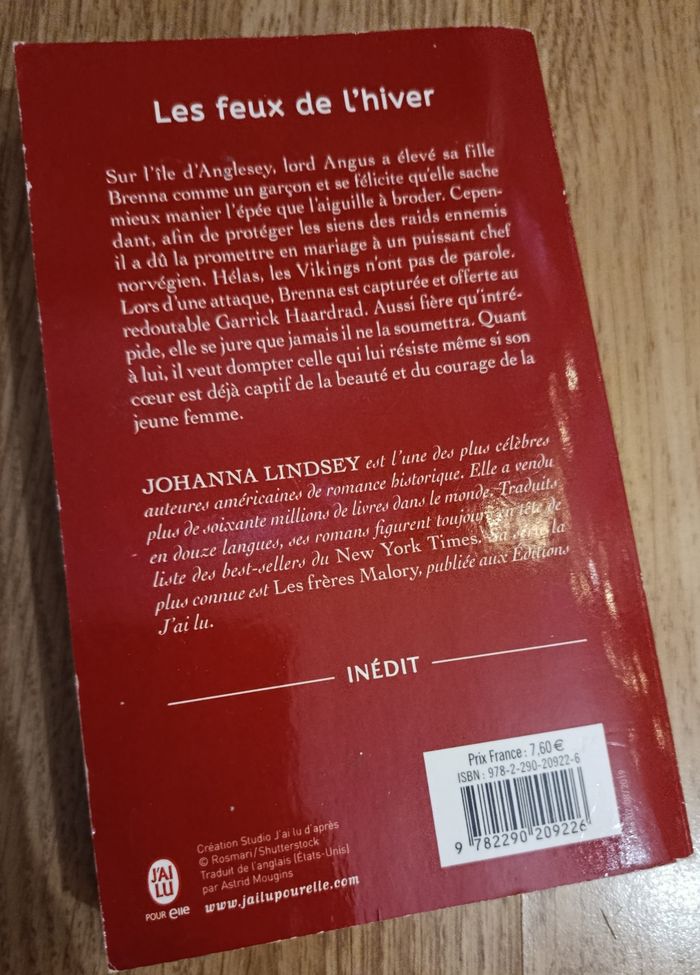 Les feux de l'hiver
Sur l'île d'Anglesey, lord Angus a élevé sa fille
Brenna comme un garçon et se félicite qu'elle sache
mieux manier l'épée que l'aiguille à broder. Cepen-
dant, afin de protéger les siens des raids ennemis
il a dû la promettre en mariage à un puissant chef
norvégien. Hélas, les Vikings n'ont pas de parole.
Lors d'une attaque, Brenna est capturée et offerte au
redoutable Garrick Haardrad. Aussi fière qu'intré-
pide, elle se jure que jamais il ne la soumettra. Quant
à lui, il veut dompter celle qui lui résiste même si son
cœur est déjà captif de la beauté et du courage de la
jeune femme.
JOHANNA LINDSEY est l'une des plus célèbres
auteures américaines de romance historique. Elle a vendu
plus de soixante millions de livres dans le monde. Traduits
en douze langues, ses romans figurent toujours en tête de
liste des best-sellers du New York Times. Sa série la
plus connue est Les frères Malory, publiée aux Éditions
J'ai lu.
INÉDIT
Prix France : 7,60 €
ISBN : 978-2-290-20922-6
9 782290 209226
Création Studio J'ai lu d'après
© Rosmari/Shutterstock
Traduit de l'anglais (États-Unis)
par Astrid Mougins
www.jailupourelle.com
J'AI
LU
POUR elle